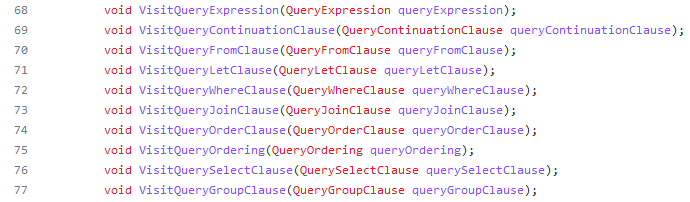 68 void VisitQueryExpression(QueryExpression queryExpression);
69 void VisitQueryContinuationClause(QueryContinuationClause queryContinuationClause);
70 void VisitQueryFromClause(QueryFromClause queryFromClause);
71 void VisitQueryLetClause(QueryLetClause queryLetClause);
72 void VisitQueryWhereClause(QueryWhereClause queryWhereClause);
73 void VisitQueryJoinClause(QueryJoinClause queryJoinClause);
74 void VisitQueryOrderClause(QueryOrderClause queryOrderClause);
75 void VisitQueryOrdering(QueryOrdering queryOrdering);
76 void VisitQuerySelectClause(QuerySelectClause querySelectClause);
77 void VisitQueryGroupClause(QueryGroupClause queryGroupClause);